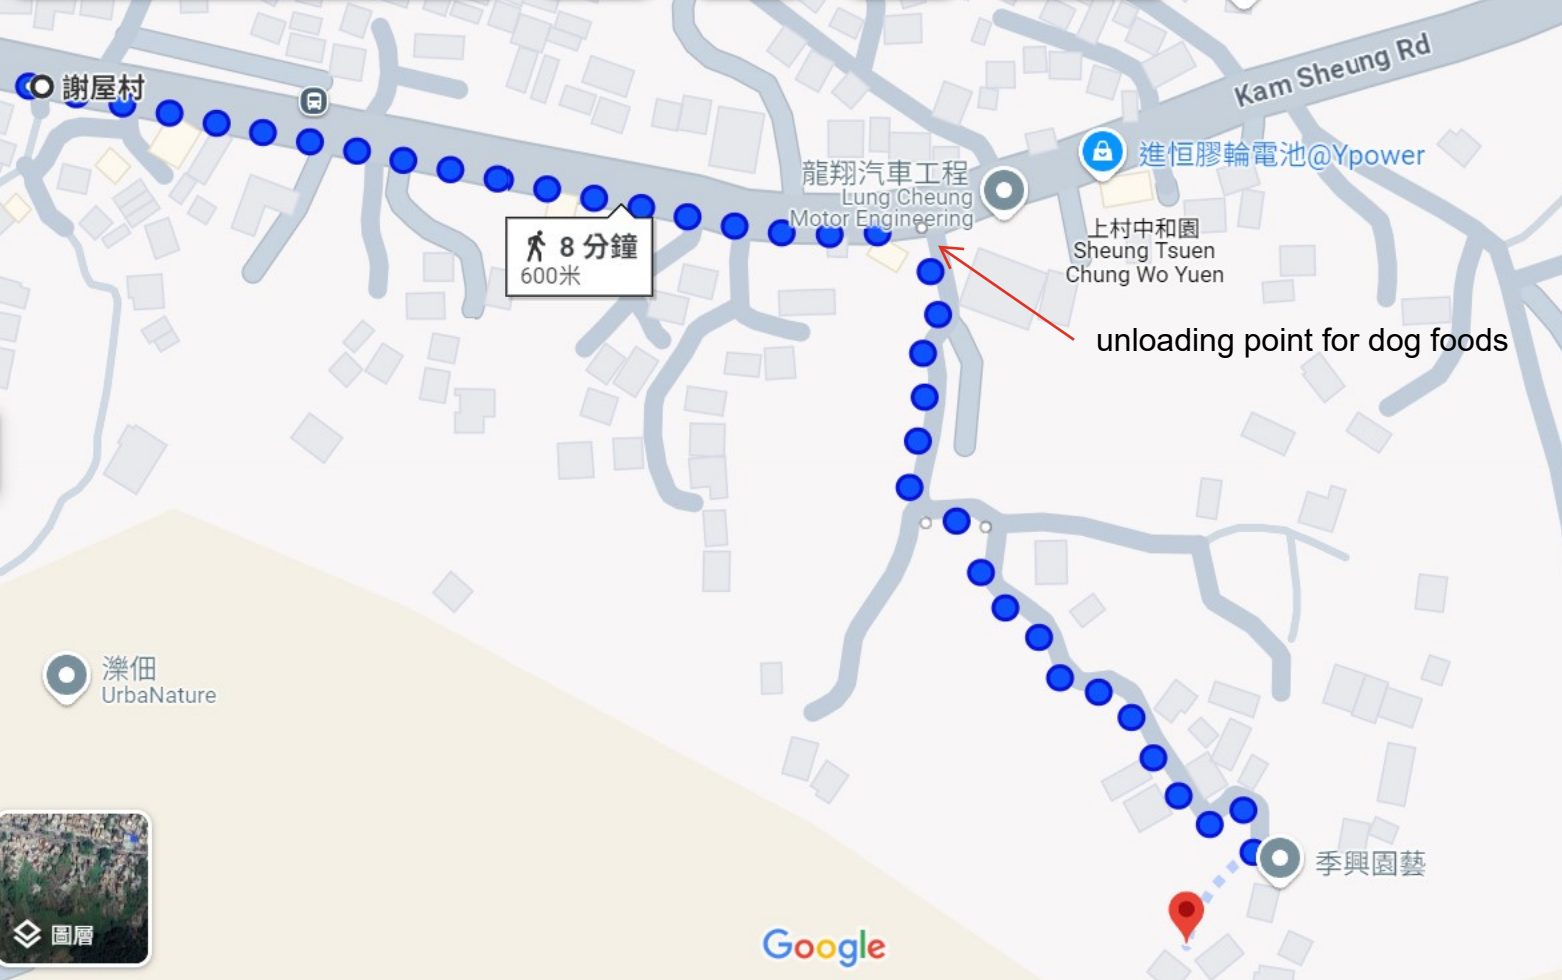 Kam Sheung Rd
謝屋村
進恒膠輪電池@Ypower
龍翔汽車工程
Lung Cheung
Motor Engineering
上村中和園
Sheung Tsuen
Chung Wo Yuen
8 分鐘
600米
unloading point for dog foods
濼佃
UrbaNature
季興園藝
圖層
Google